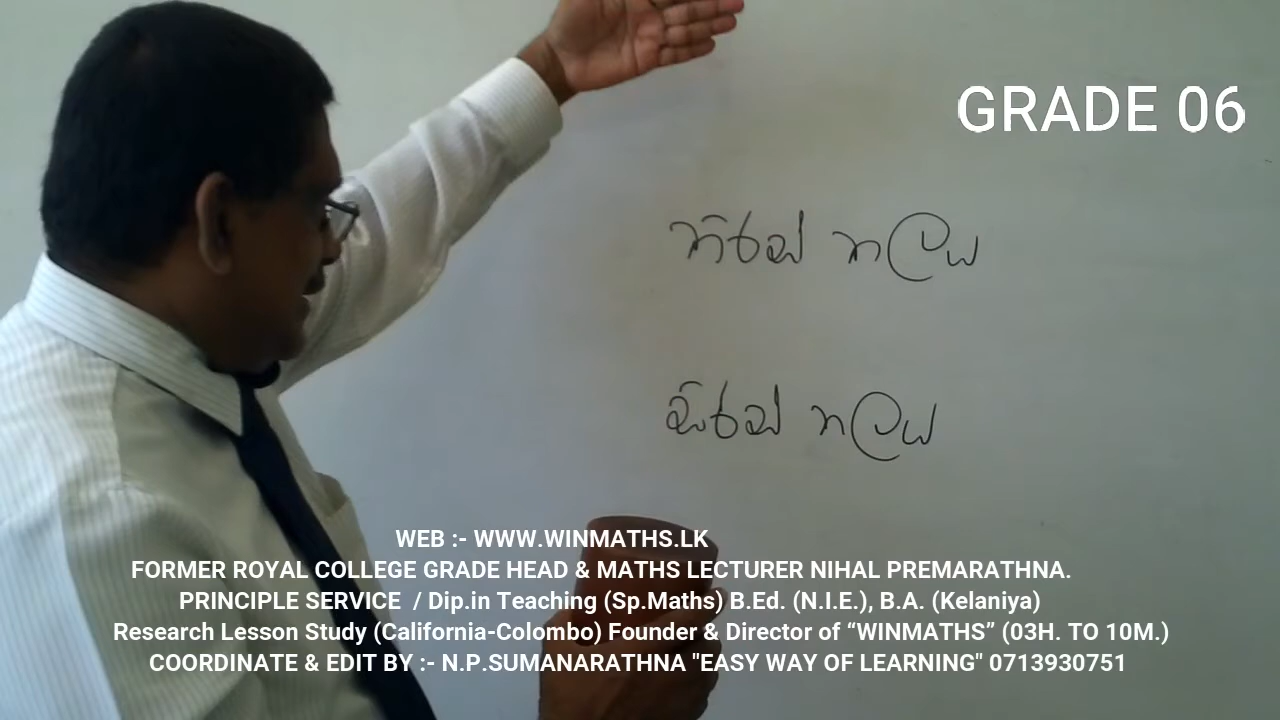 GRADE 06
තිරස් තලය
සිරස් තලය
WEB :- WWW.WINMATHS.LK
FORMER ROYAL COLLEGE GRADE HEAD & MATHS LECTURER NIHAL PREMARATHNA.
PRINCIPLE SERVICE / Dip.in Teaching (Sp.Maths) B.Ed. (N.I.E.), B.A. (Kelaniya)
Research Lesson Study (California-Colombo) Founder & Director of “WINMATHS” (03H. TO 10M.)
COORDINATE & EDIT BY :- N.P.SUMANARATHNA "EASY WAY OF LEARNING" 0713930751